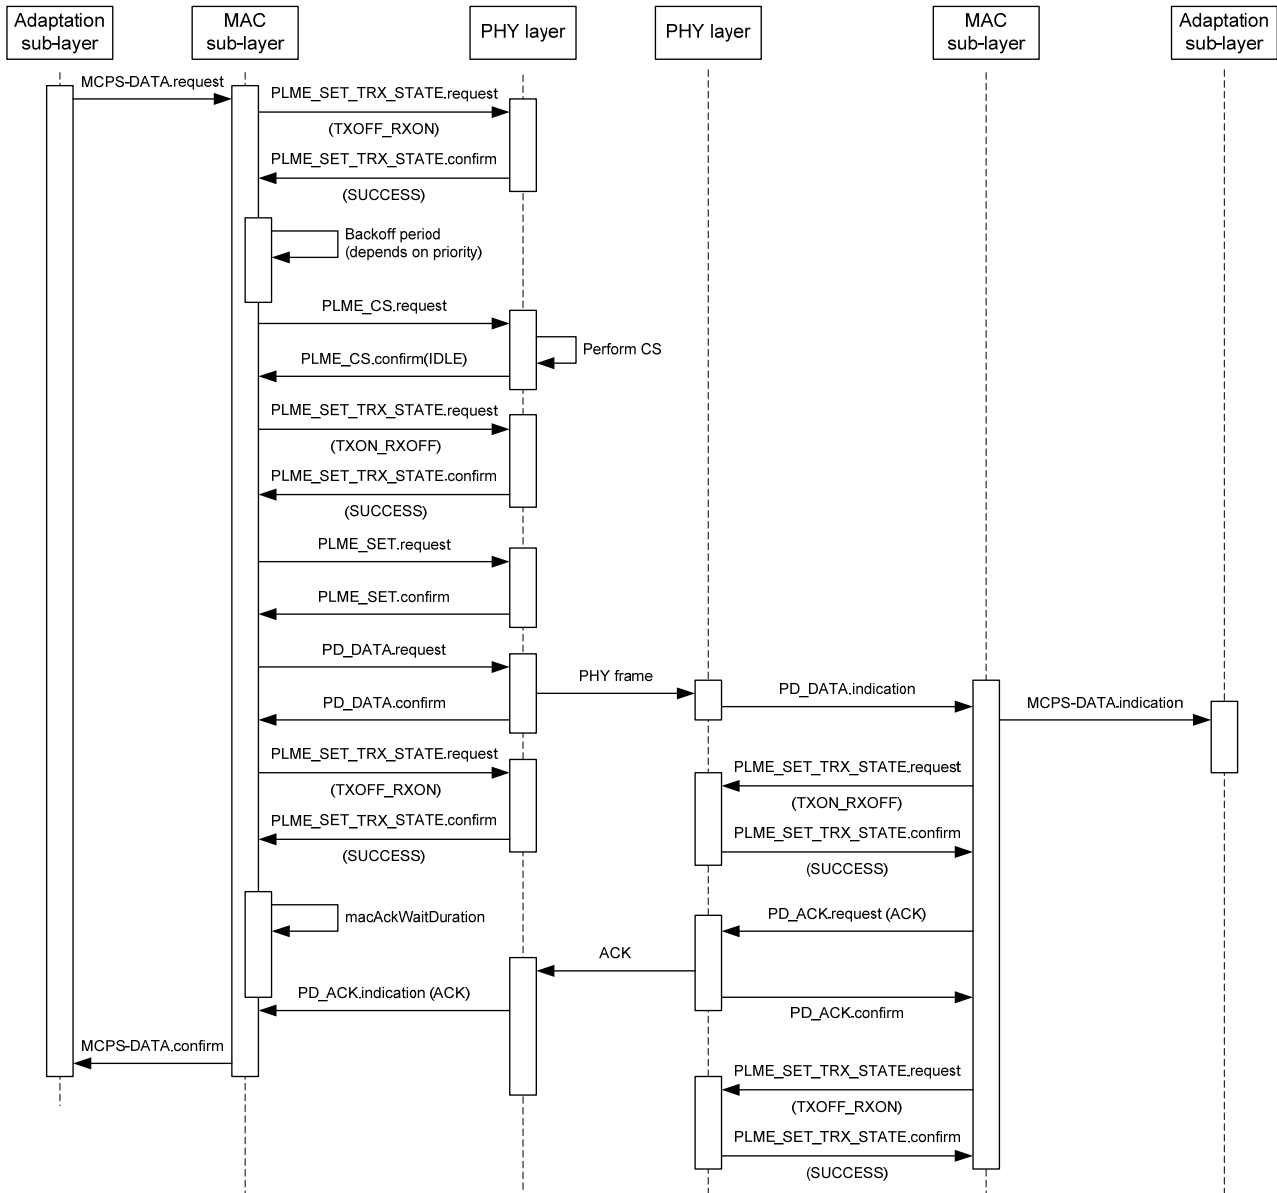 Adaptation
sub-layer
MAC
sub-layer
PHY layer
PHY layer
MAC
sub-layer
Adaptation
sub-layer
MCPS-DATA.request
PLME_SET_TRX_STATE.request
(TXOFF_RXON)
PLME_SET_TRX_STATE.confirm
(SUCCESS)
Backoff period
(depends on priority)
PLME_CS.request
Perform CS
PLME_CS.confirm(IDLE)
PLME_SET_TRX_STATE.request
(TXON_RXOFF)
PLME_SET_TRX_STATE.confirm
(SUCCESS)
PLME_SET.request
PLME_SET.confirm
PD_DATA.request
PHY frame
PD_DATA.indication
MCPS-DATA.indication
PD_DATA.confirm
PLME_SET_TRX_STATE.request
(TXOFF_RXON)
PLME_SET_TRX_STATE.request
(TXON_RXOFF)
PLME_SET_TRX_STATE.confirm
(SUCCESS)
PLME_SET_TRX_STATE.confirm
(SUCCESS)
macAckWaitDuration
PD_ACK.request (ACK)
ACK
PD_ACK.indication (ACK)
PD_ACK.confirm
MCPS-DATA.confirm
PLME_SET_TRX_STATE.request
(TXOFF_RXON)
PLME_SET_TRX_STATE.confirm
(SUCCESS)